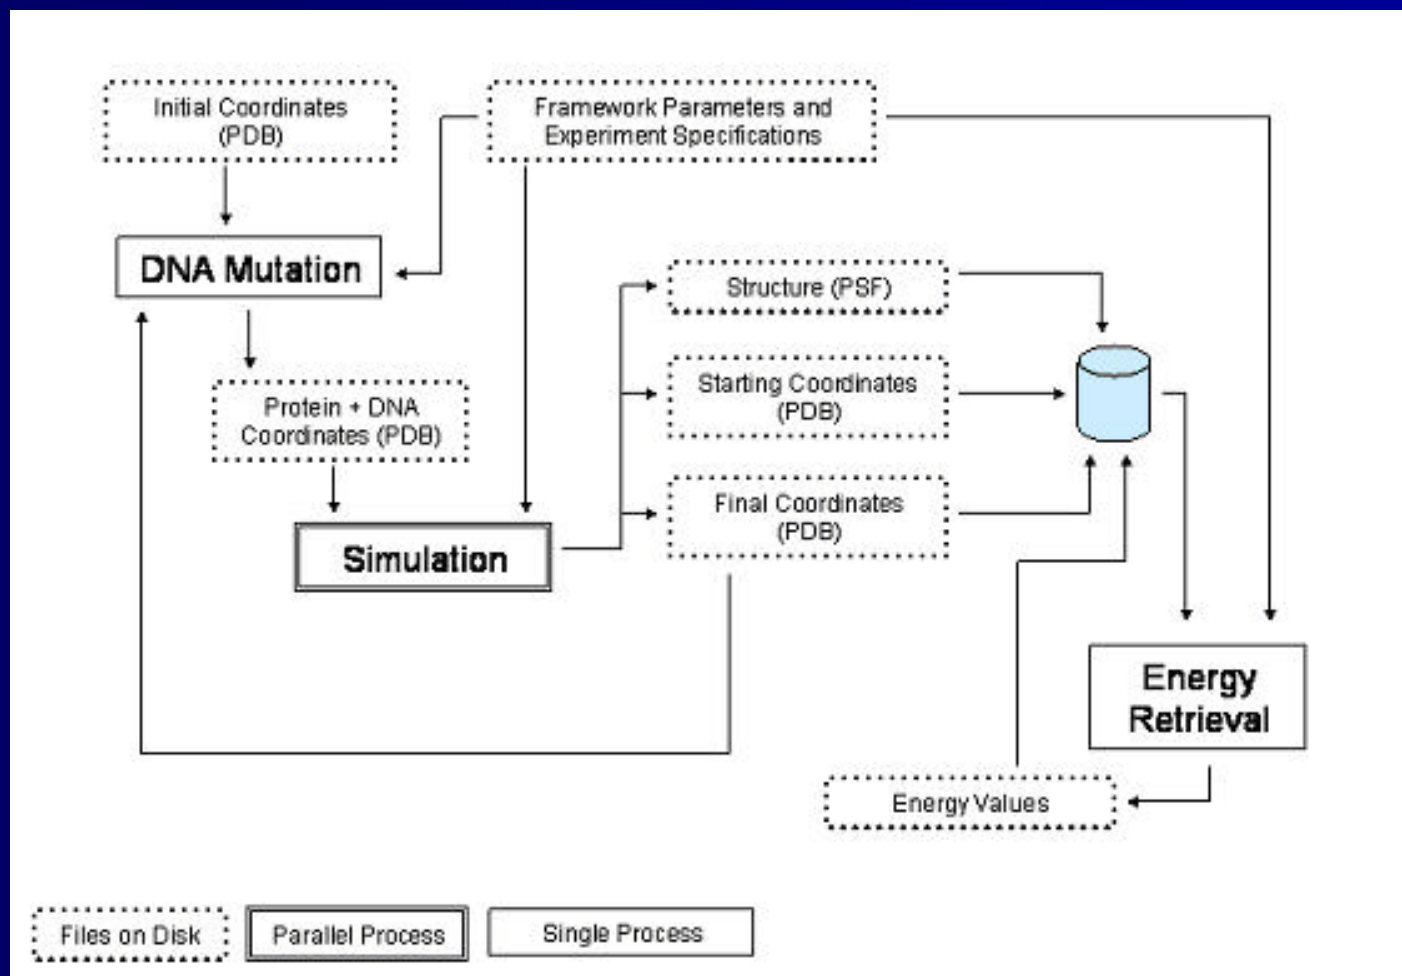 Initial Coordinates
(PDB)
Framework Parameters and
Experiment Specifications
DNA Mutation
Structure (PSF)
Starting Coordinates
(PDB)
Protein + DNA
Coordinates (PDB)
Final Coordinates
(PDB)
Simulation
Energy
Retrieval
Energy Values
Files on Disk
Parallel Process
Single Process